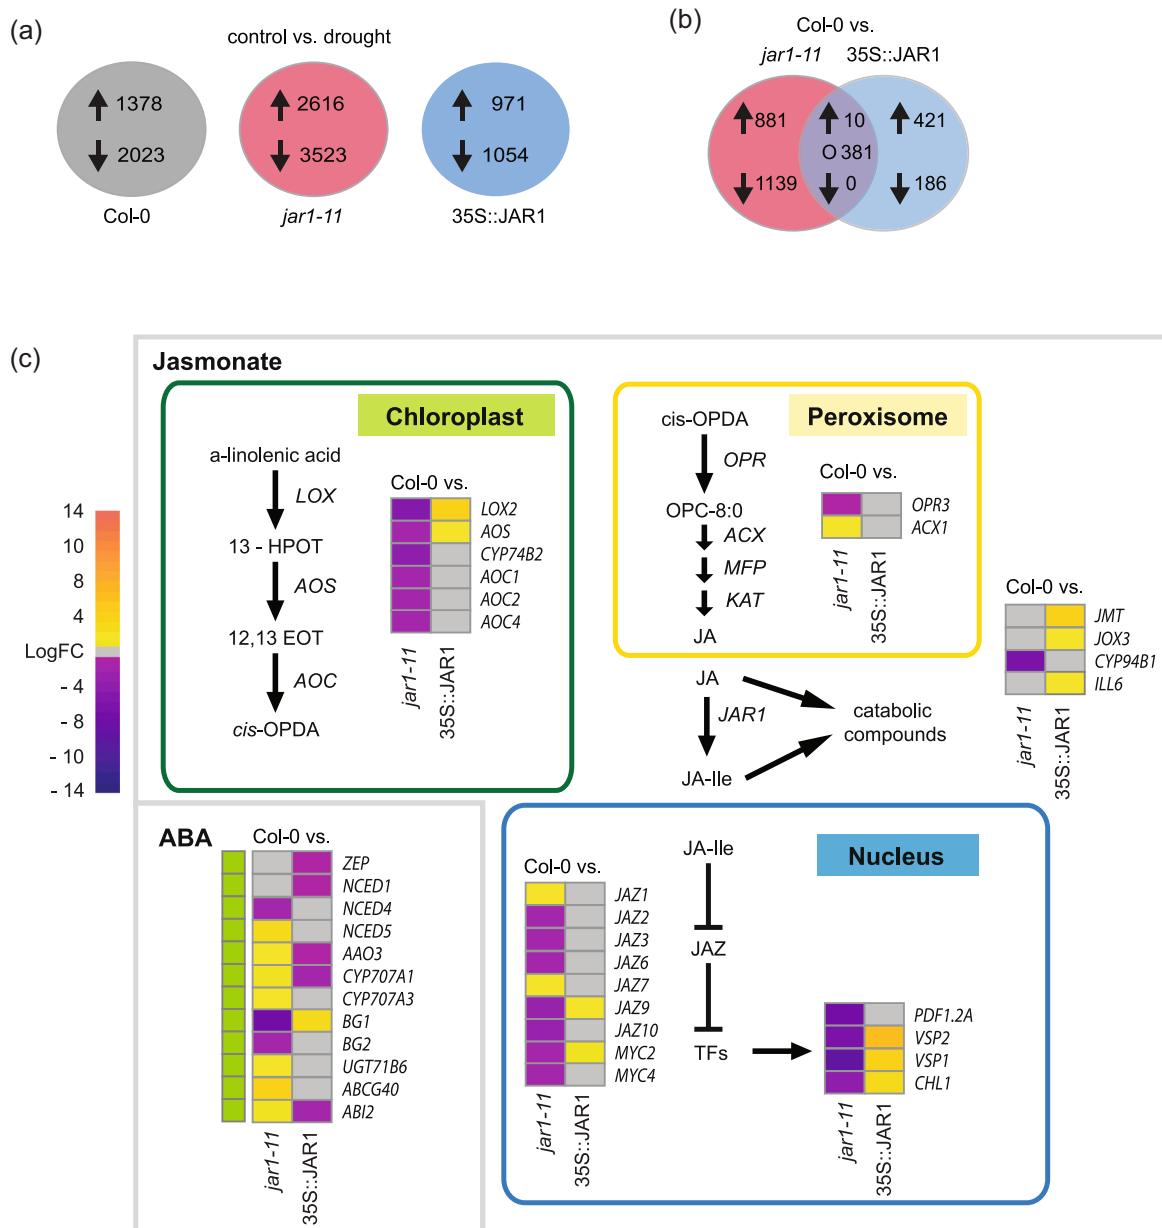 (a)
control vs. drought
1378
2023
Col-0
2616
3523
jar1-11
971
1054
35S::JAR1
(b)
Col-0 vs.
jar1-11 35S::JAR1
881 10 421
O 381
1139 0 186
(c)
Jasmonate
14
10
8
4
LogFC
- 4
- 8
- 10
- 14
Chloroplast
a-linolenic acid
LOX
13 - HPOT
AOS
12,13 EOT
AOC
cis-OPDA
Col-0 vs.
LOX2
AOS
CYP74B2
AOC1
AOC2
AOC4
jar1-11
35S::JAR1
Peroxisome
cis-OPDA
OPR
OPC-8:0
ACX
MFP
KAT
JA
OPR3
ACX1
jar1-11
35S::JAR1
JA
JAR1
JA-Ile
catabolic
compounds
Col-0 vs.
JMT
JOX3
CYP94B1
ILL6
jar1-11
35S::JAR1
ABA
Col-0 vs.
ZEP
NCED1
NCED4
NCED5
AAO3
CYP707A1
CYP707A3
BG1
BG2
UGT71B6
ABCG40
ABI2
jar1-11
35S::JAR1
Nucleus
Col-0 vs.
JAZ1
JAZ2
JAZ3
JAZ6
JAZ7
JAZ9
JAZ10
MYC2
MYC4
jar1-11
35S::JAR1
JA-Ile
JAZ
TFs
PDF1.2A
VSP2
VSP1
CHL1
jar1-11
35S::JAR1